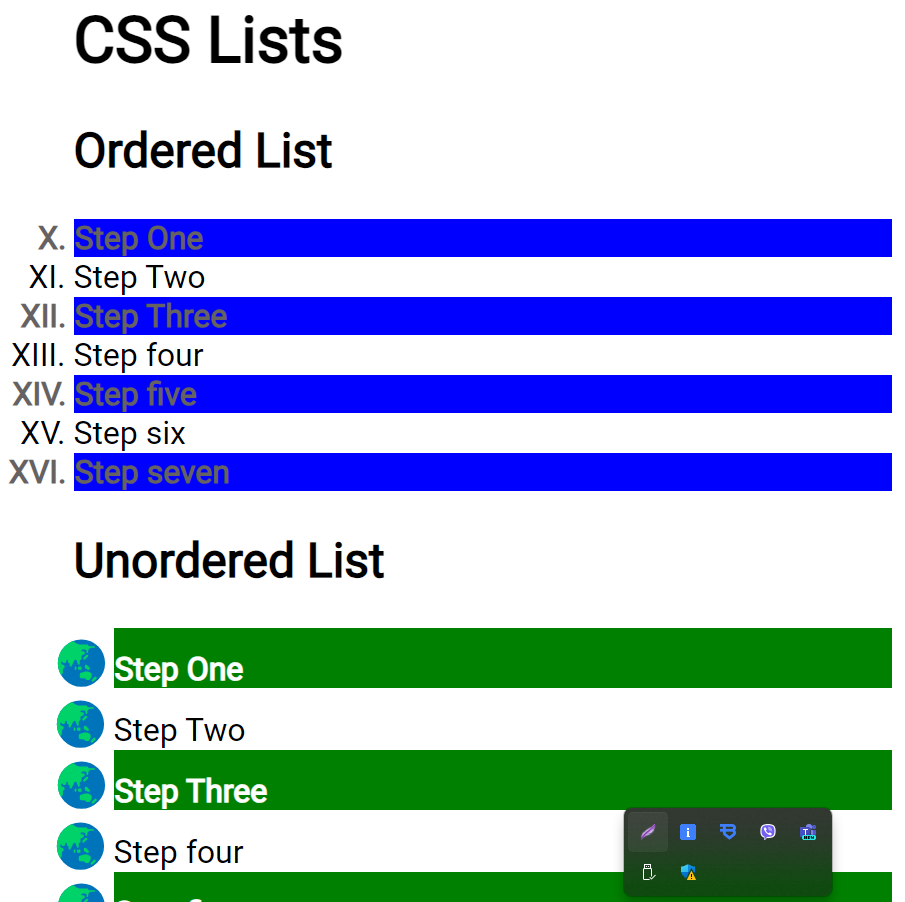 CSS Lists
Ordered List
X. Step One
XI. Step Two
XII. Step Three
XIII. Step four
XIV. Step five
XV. Step six
XVI. Step seven
Unordered List
Step One
Step Two
Step Three
Step four